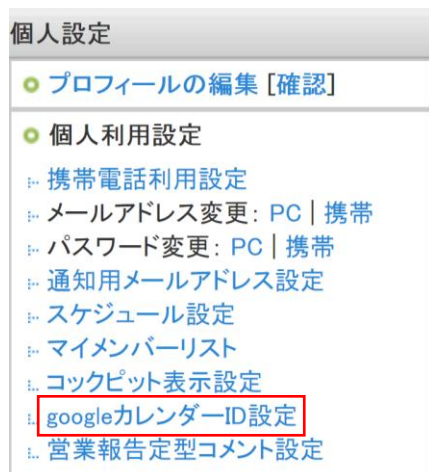 個人設定
プロフィールの編集 [確認]
個人利用設定
携帯電話利用設定
メールアドレス変更: PC | 携帯
パスワード変更: PC | 携帯
通知用メールアドレス設定
スケジュール設定
マイメンバーリスト
コックピット表示設定
googleカレンダーID設定
営業報告定型コメント設定